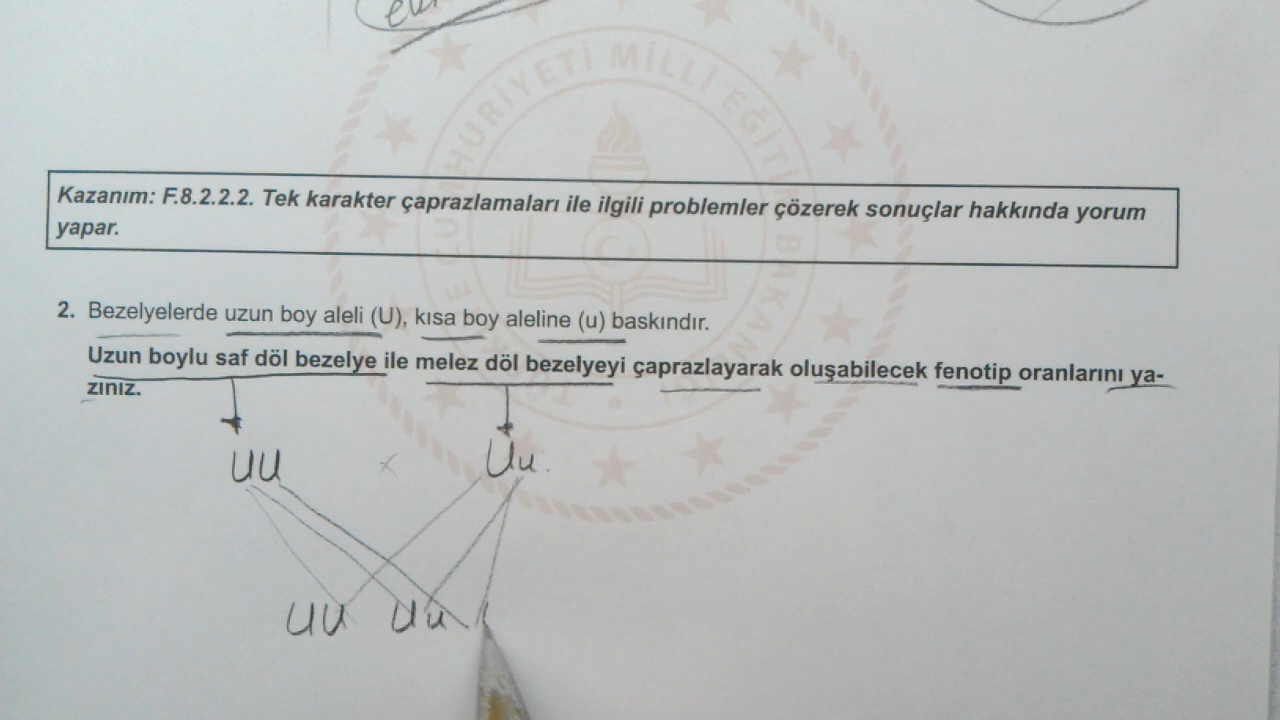 Kazanım: F.8.2.2.2. Tek karakter çaprazlamaları ile ilgili problemler çözerek sonuçlar hakkında yorum
yapar.
2. Bezelyelerde uzun boy aleli (U), kısa boy aleline (u) baskındır.
Uzun boylu saf döl bezelye ile melez döl bezelyeyi çaprazlayarak oluşabilecek fenotip oranlarını ya-
zınız.
UU x Uu
UU Uu